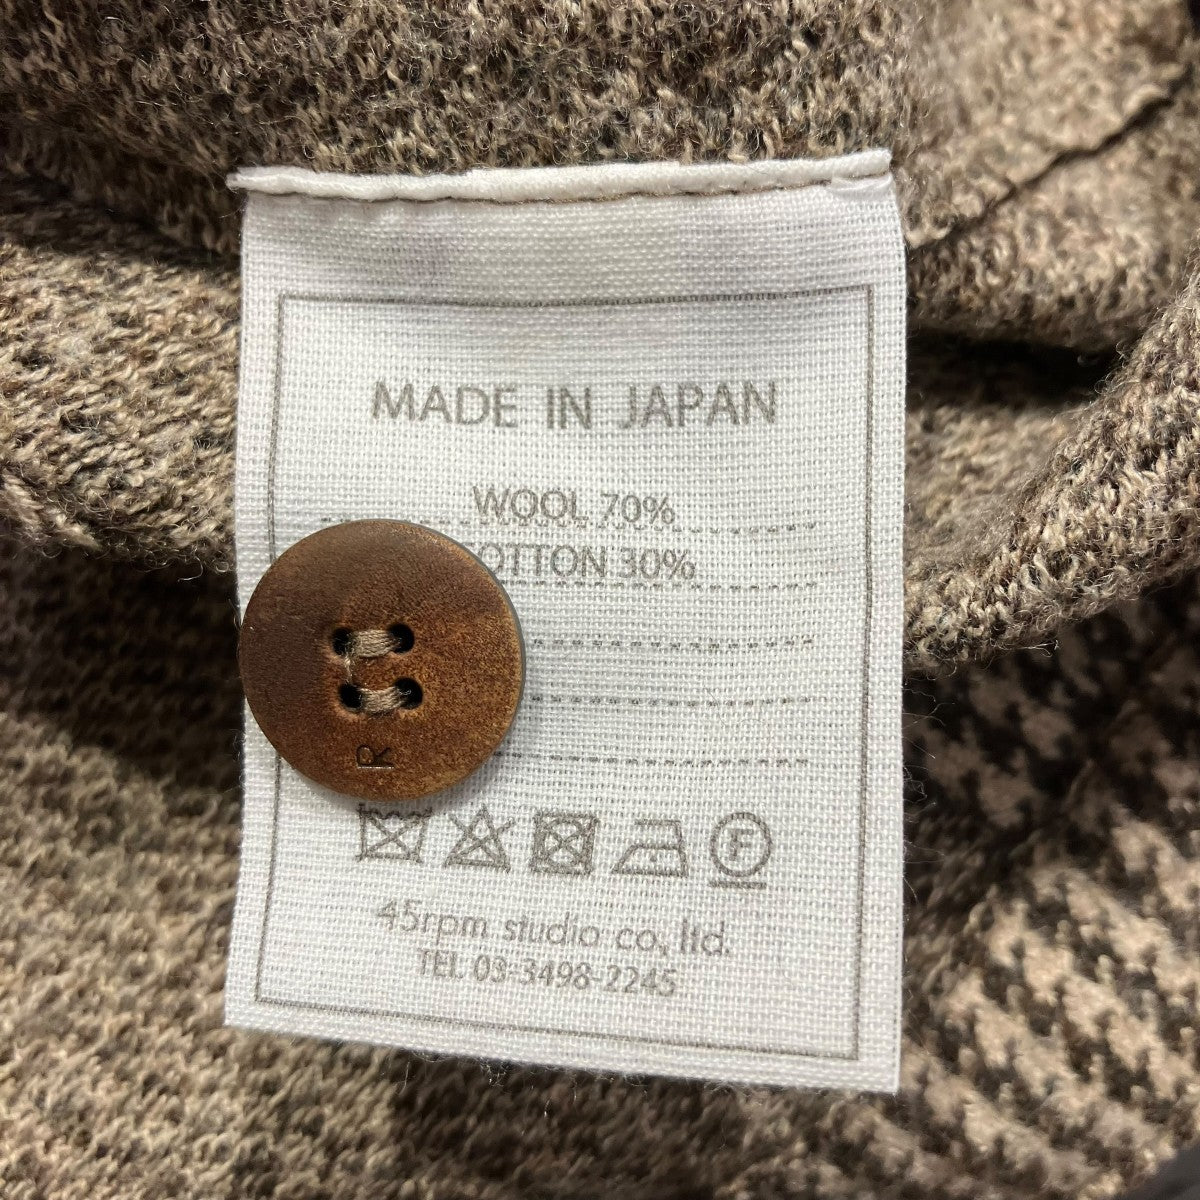 MADE IN JAPAN
WOOL 70%
COTTON 30%
R
F
45rpm studio co, ltd.
TEL 03-3498-2245